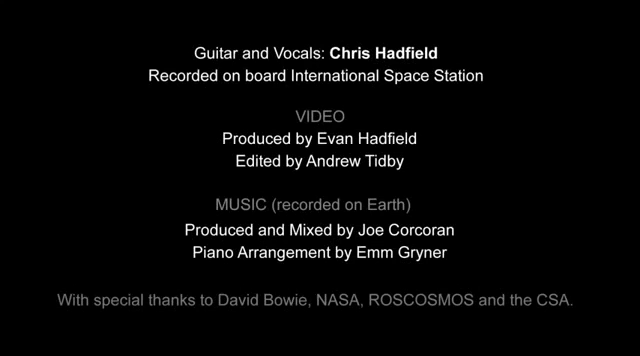 Guitar and Vocals: Chris Hadfield
Recorded on board International Space Station
VIDEO
Produced by Evan Hadfield
Edited by Andrew Tidby
MUSIC (recorded on Earth)
Produced and Mixed by Joe Corcoran
Piano Arrangement by Emm Gryner
With special thanks to David Bowie, NASA, ROSCOSMOS and the CSA.